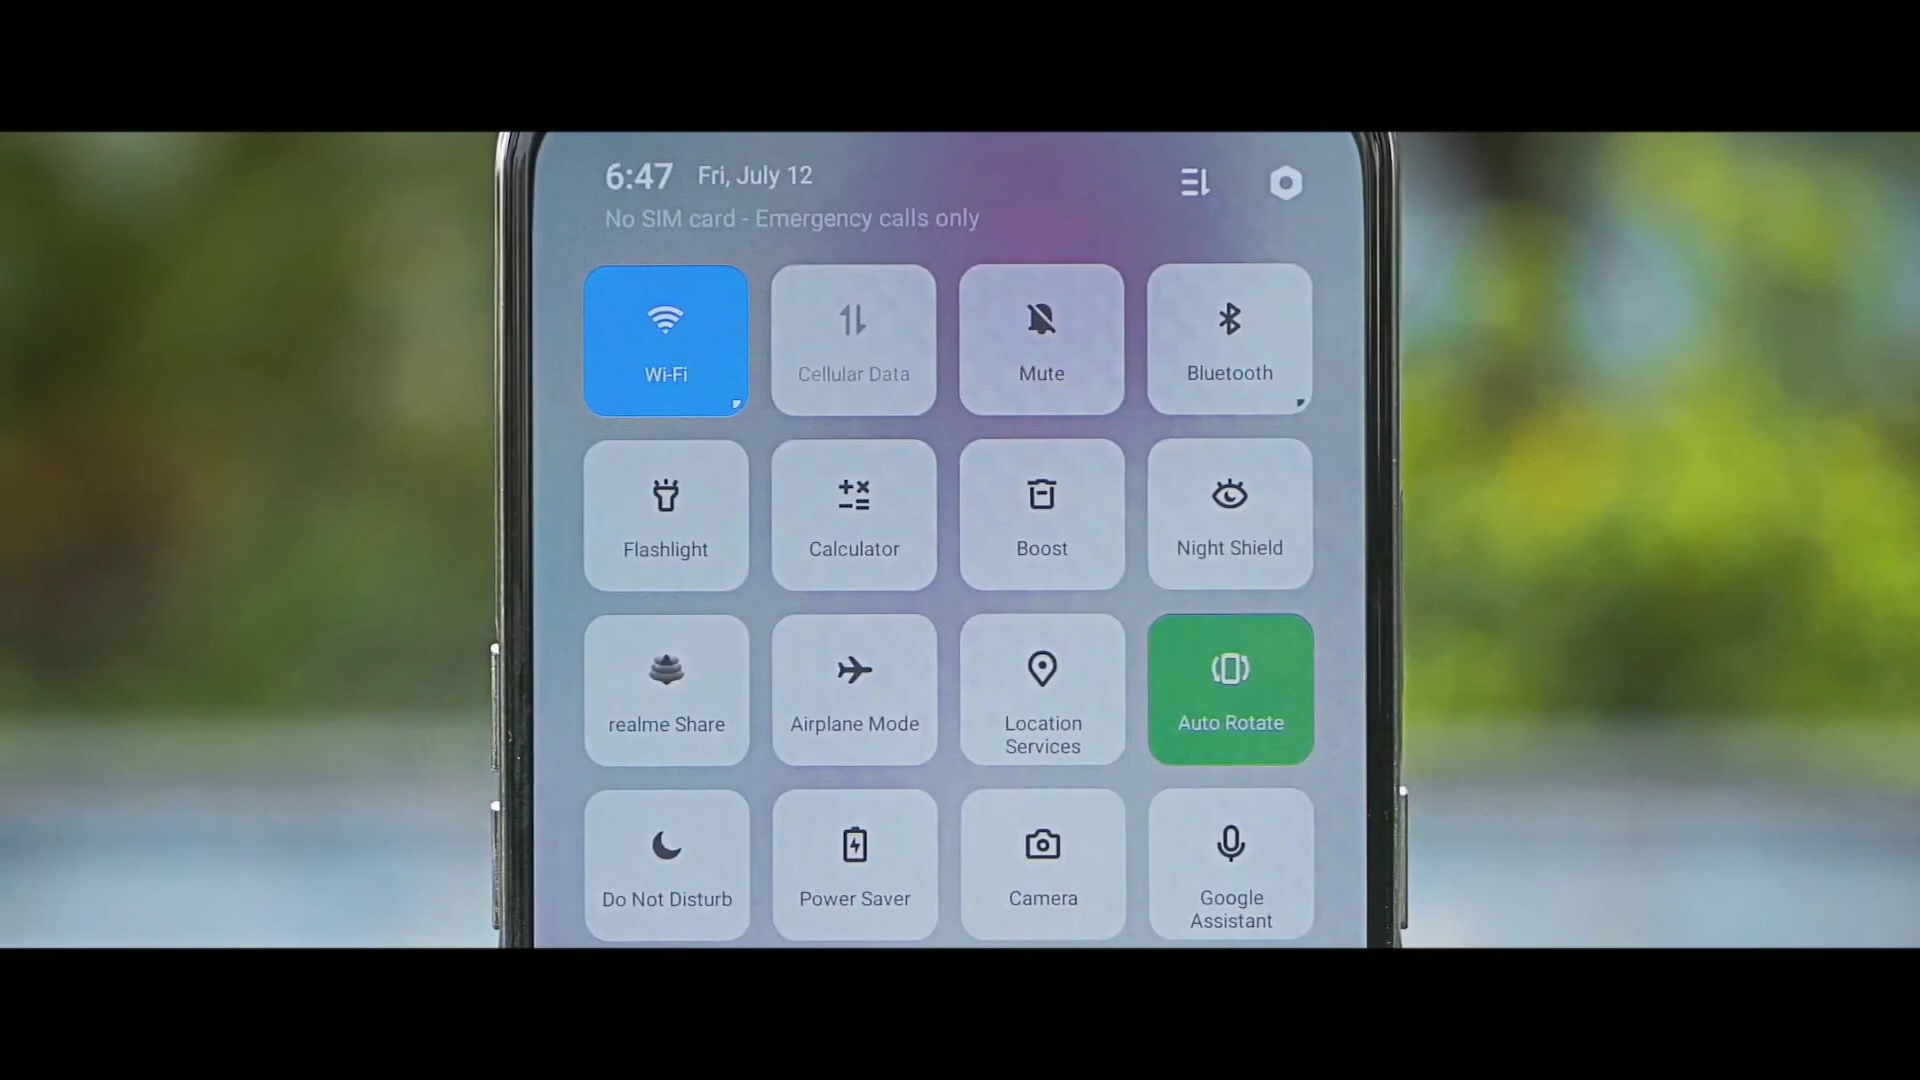 6:47 Fri, July 12
No SIM card - Emergency calls only
Wi-Fi
Cellular Data
Mute
Bluetooth
Flashlight
Calculator
Boost
Night Shield
realme Share
Airplane Mode
Location
Services
Auto Rotate
Do Not Disturb
Power Saver
Camera
Google
Assistant